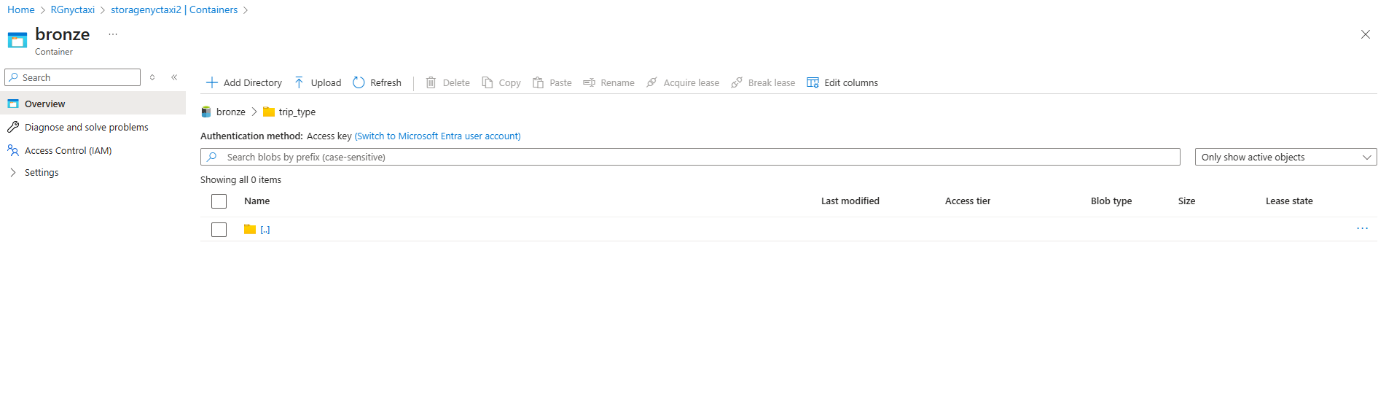 Home > RGnyctaxi > storagenyctaxi2 | Containers >
bronze ...
Container
Search
Add Directory Upload Refresh Delete Copy Paste Rename Acquire lease Break lease Edit columns
Overview
Diagnose and solve problems
Access Control (IAM)
Settings
bronze > trip_type
Authentication method: Access key (Switch to Microsoft Entra user account)
Search blobs by prefix (case-sensitive)
Only show active objects
Showing all 0 items
Name Last modified Access tier Blob type Size Lease state
[..] ...